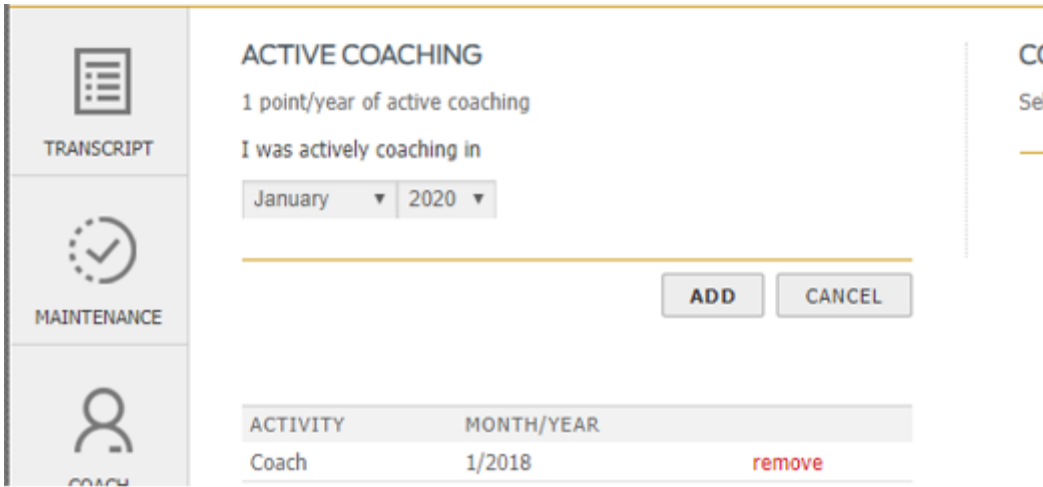 TRANSCRIPT
MAINTENANCE
COACH
ACTIVE COACHING
1 point/year of active coaching
I was actively coaching in
January ▼ 2020 ▼
ADD CANCEL
ACTIVITY MONTH/YEAR
Coach 1/2018 remove